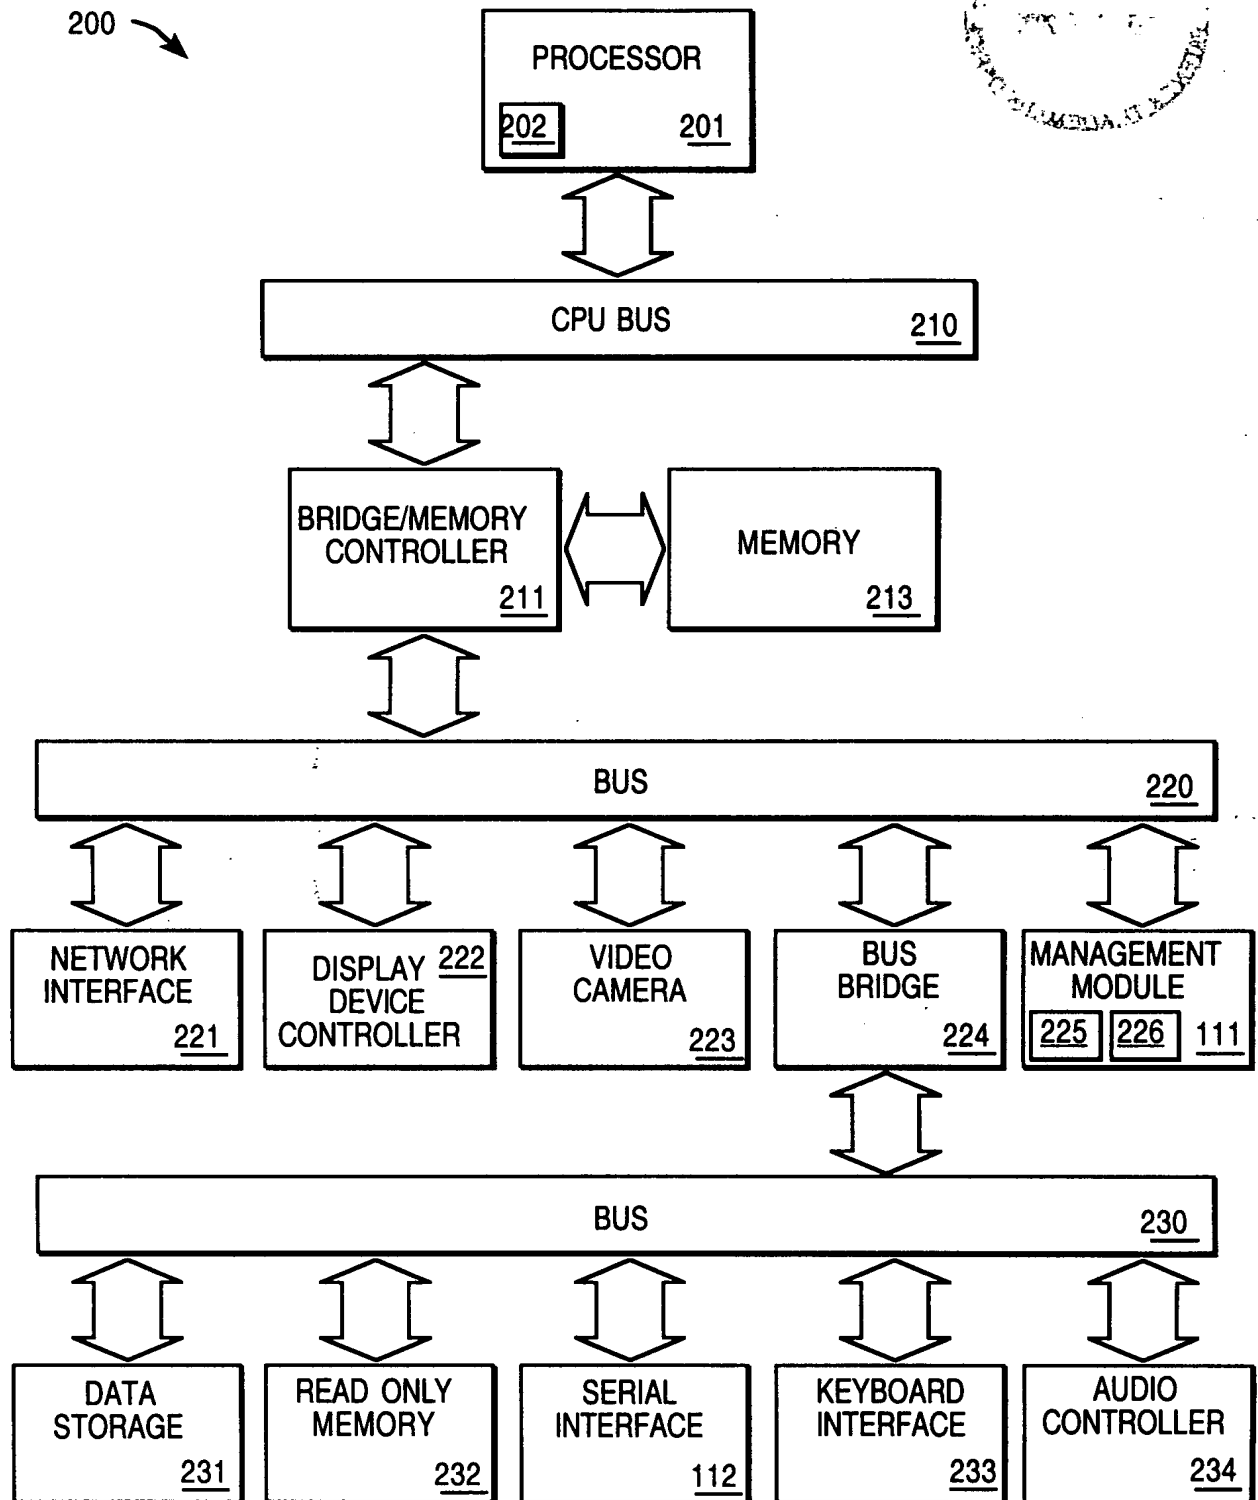 200
PROCESSOR
202
201
CPU BUS
210
BRIDGE/MEMORY
CONTROLLER
211
MEMORY
213
BUS
220
NETWORK
INTERFACE
221
DISPLAY
222
DEVICE
CONTROLLER
VIDEO
CAMERA
223
BUS
BRIDGE
224
MANAGEMENT
MODULE
225
226
111
BUS
230
DATA
STORAGE
231
READ ONLY
MEMORY
232
SERIAL
INTERFACE
112
KEYBOARD
INTERFACE
233
AUDIO
CONTROLLER
234